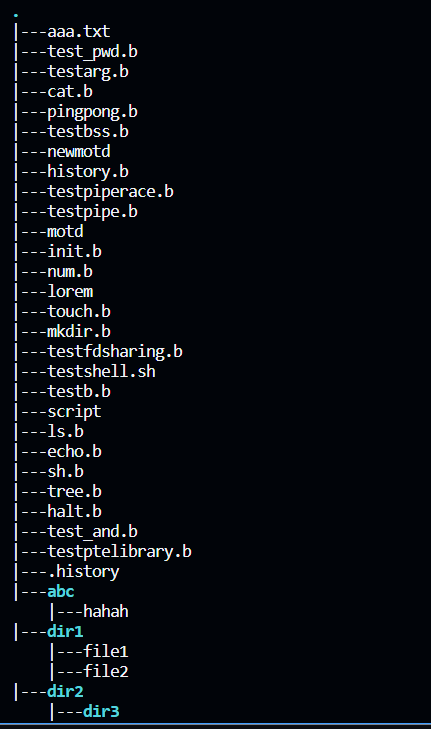 .
|---aaa.txt
|---test_pwd.b
|---testarg.b
|---cat.b
|---pingpong.b
|---testbss.b
|---newmotd
|---history.b
|---testpiperace.b
|---testpipe.b
|---motd
|---init.b
|---num.b
|---lorem
|---touch.b
|---mkdir.b
|---testfdsharing.b
|---testshell.sh
|---testb.b
|---script
|---ls.b
|---echo.b
|---sh.b
|---tree.b
|---halt.b
|---test_and.b
|---testptelibrary.b
|---.history
|---abc
    |---hahah
|---dir1
    |---file1
    |---file2
|---dir2
    |---dir3